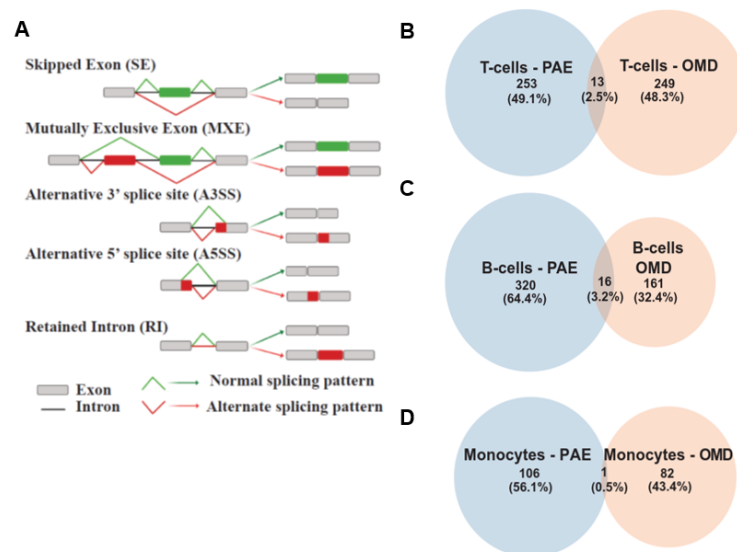 A
Skipped Exon (SE)
Mutually Exclusive Exon (MXE)
Alternative 3' splice site (A3SS)
Alternative 5' splice site (A5SS)
Retained Intron (RI)
Exon
Normal splicing pattern
Intron
Alternate splicing pattern
B
T-cells - PAE
253
(49.1%)
13
(2.5%)
T-cells - OMD
249
(48.3%)
C
B-cells - PAE
320
(64.4%)
16
(3.2%)
B-cells
OMD
161
(32.4%)
D
Monocytes - PAE
106
(56.1%)
1
(0.5%)
Monocytes - OMD
82
(43.4%)